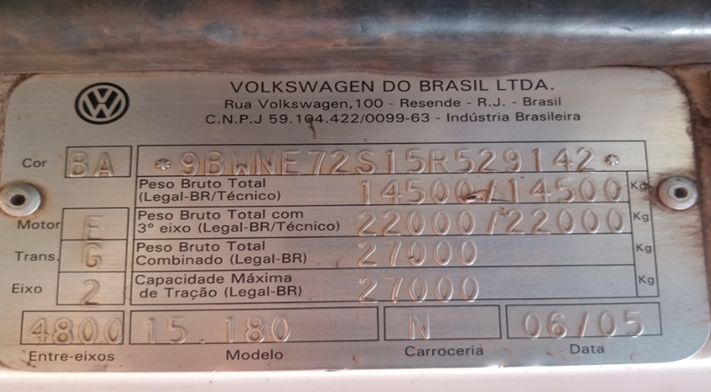 VOLKSWAGEN DO BRASIL LTDA.
Rua Volkswagen,100 - Resende - R.J. - Brasil
C.N.P.J 59.104.422/0099-63 - Indústria Brasileira
Cor BA *9BWNE72S15R529142*
Peso Bruto Total
(Legal-BR/Técnico) 14500/14500 Kg
Motor E Peso Bruto Total com
3º eixo (Legal-BR/Técnico) 22000/22000 Kg
Trans. G Peso Bruto Total
Combinado (Legal-BR) 27000 Kg
Eixo 2 Capacidade Máxima
de Tração (Legal-BR) 27000 Kg
4800 15.180 N 06/05
Entre-eixos Modelo Carroceria Data